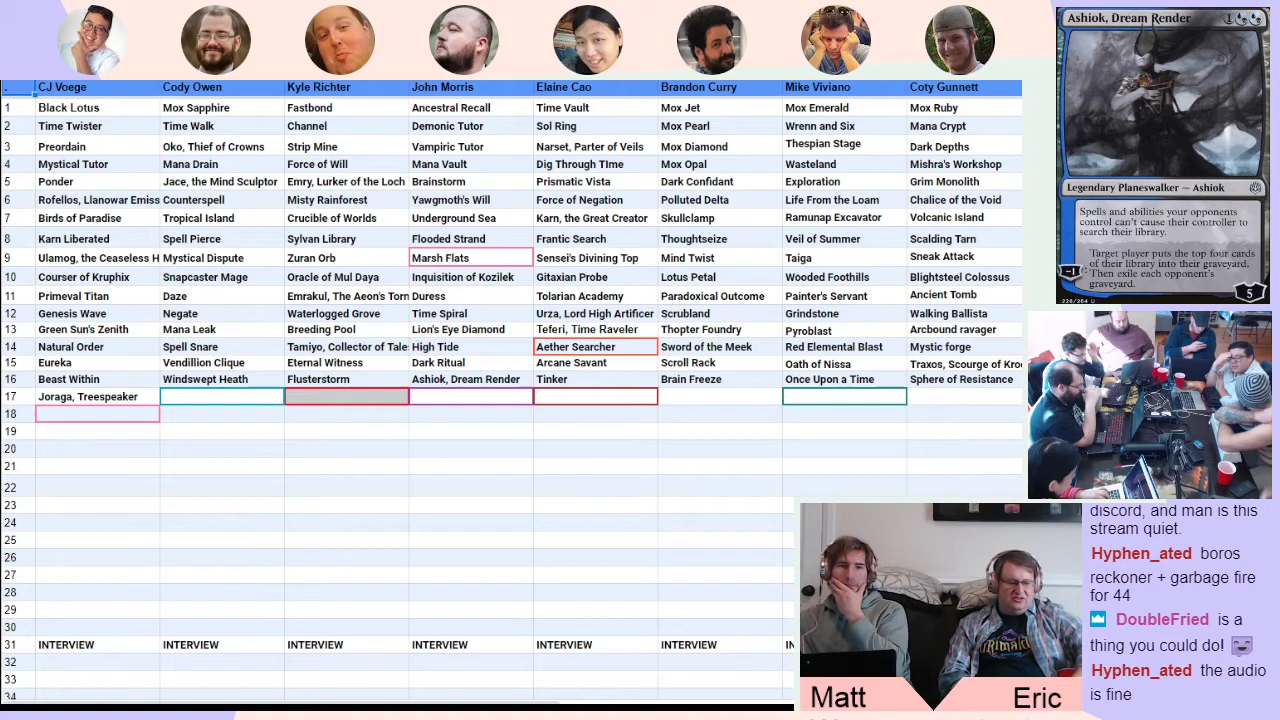 . CJ Voege Cody Owen Kyle Richter John Morris Elaine Cao Brandon Curry Mike Viviano Coty Gunnett
1 Black Lotus Mox Sapphire Fastbond Ancestral Recall Time Vault Mox Jet Mox Emerald Mox Ruby
2 Time Twister Time Walk Channel Demonic Tutor Sol Ring Mox Pearl Wrenn and Six Mana Crypt
3 Preordain Oko, Thief of Crowns Strip Mine Vampiric Tutor Narset, Parter of Veils Mox Diamond Thespian Stage Dark Depths
4 Mystical Tutor Mana Drain Force of Will Mana Vault Dig Through TIme Mox Opal Wasteland Mishra's Workshop
5 Ponder Jace, the Mind Sculptor Emry, Lurker of the Loch Brainstorm Prismatic Vista Dark Confidant Exploration Grim Monolith
6 Rofellos, Llanowar Emiss Counterspell Misty Rainforest Yawgmoth's Will Force of Negation Polluted Delta Life From the Loam Chalice of the Void
7 Birds of Paradise Tropical Island Crucible of Worlds Underground Sea Karn, the Great Creator Skullclamp Ramunap Excavator Volcanic Island
8 Karn Liberated Spell Pierce Sylvan Library Flooded Strand Frantic Search Thoughtseize Veil of Summer Scalding Tarn
9 Ulamog, the Ceaseless H Mystical Dispute Zuran Orb Marsh Flats Sensei's Divining Top Mind Twist Taiga Sneak Attack
10 Courser of Kruphix Snapcaster Mage Oracle of Mul Daya Inquisition of Kozilek Gitaxian Probe Lotus Petal Wooded Foothills Blightsteel Colossus
11 Primeval Titan Daze Emrakul, The Aeon's Torn Duress Tolarian Academy Paradoxical Outcome Painter's Servant Ancient Tomb
12 Genesis Wave Negate Waterlogged Grove Time Spiral Urza, Lord High Artificer Scrubland Grindstone Walking Ballista
13 Green Sun's Zenith Mana Leak Breeding Pool Lion's Eye Diamond Teferi, Time Raveler Thopter Foundry Pyroblast Arcbound ravager
14 Natural Order Spell Snare Tamiyo, Collector of Tale High Tide Aether Searcher Sword of the Meek Red Elemental Blast Mystic forge
15 Eureka Vendillion Clique Eternal Witness Dark Ritual Arcane Savant Scroll Rack Oath of Nissa Traxos, Scourge of Kroo
16 Beast Within Windswept Heath Flusterstorm Ashiok, Dream Render Tinker Brain Freeze Once Upon a Time Sphere of Resistance
17 Joraga, Treespeaker
18
19
20
21
22
23
24
25
26
27
28
29
30
31 INTERVIEW INTERVIEW INTERVIEW INTERVIEW INTERVIEW INTERVIEW IN
32
33
34
Ashiok, Dream Render 1
Legendary Planeswalker — Ashiok
Spells and abilities your opponents
control can't cause their controller to
search their library.
−1
Target player puts the top four cards
of their library into their graveyard.
Then exile each opponent's
graveyard.
228/264 U
5
discord, and man is this
stream quiet.
Hyphen_ated boros
reckoner + garbage fire
for 44
DoubleFried is a
thing you could do!
Hyphen_ated the audio
is fine
Matt Eric